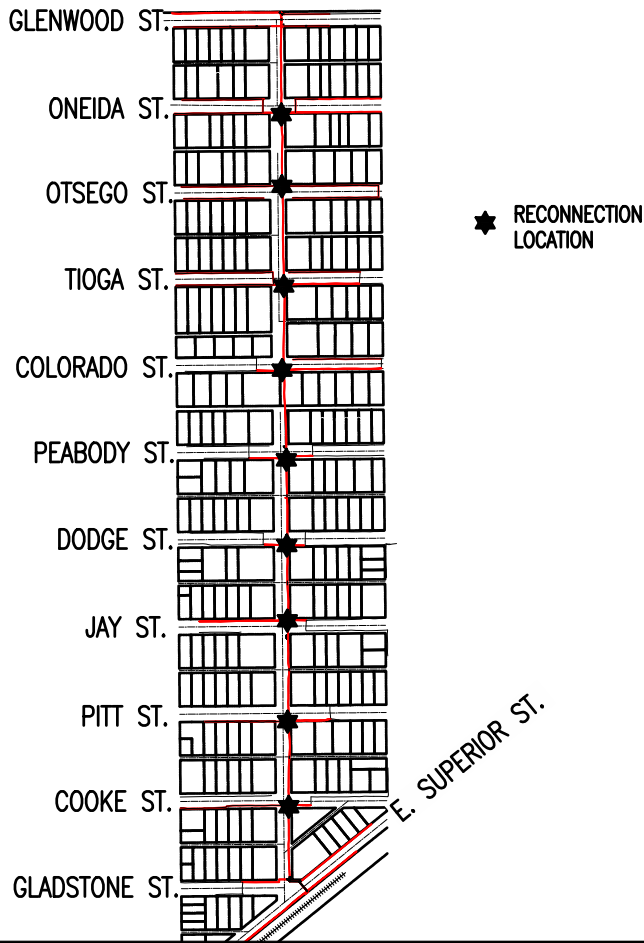 GLENWOOD ST.
ONEIDA ST.
OTSEGO ST.
RECONNECTION
LOCATION
TIOGA ST.
COLORADO ST.
PEABODY ST.
DODGE ST.
JAY ST.
PITT ST.
E. SUPERIOR ST.
COOKE ST.
GLADSTONE ST.